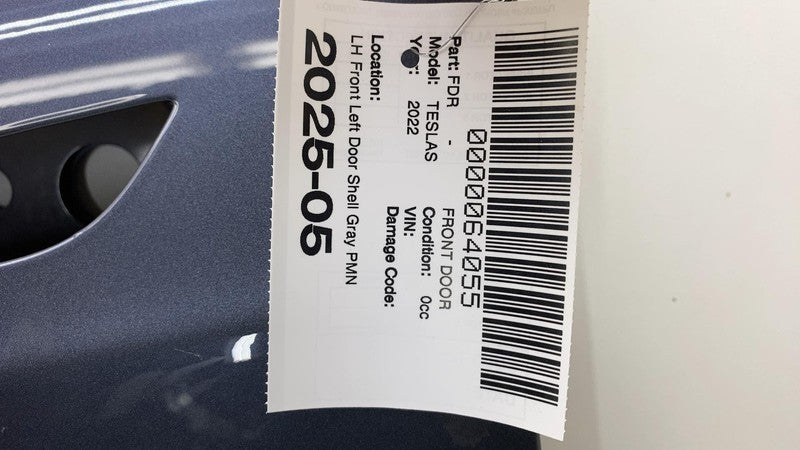 0000064055
Part: FDR - FRONT DOOR
Model: TESLAS Condition: 0cc
Year: 2022 VIN:
Damage Code:
Location:
LH Front Left Door Shell Gray PMN
2025-05